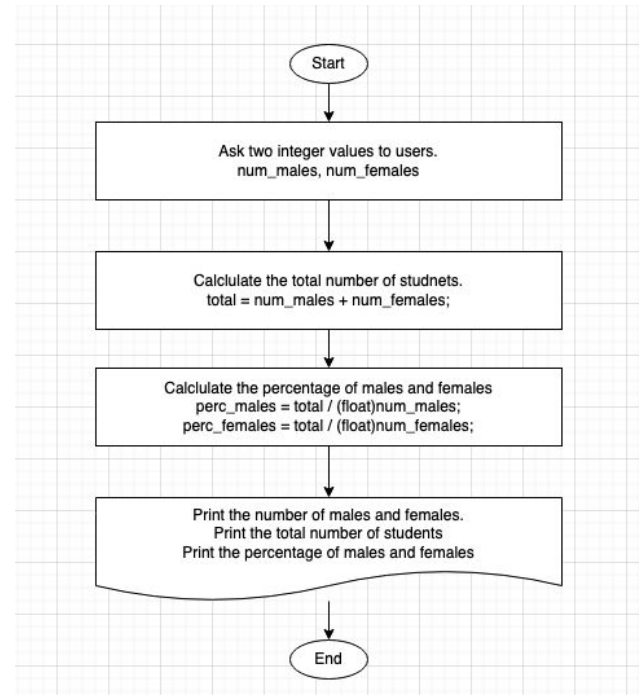 Start
Ask two integer values to users.
num_males, num_females
Calclulate the total number of studnets.
total = num_males + num_females;
Calclulate the percentage of males and females
perc_males = total / (float)num_males;
perc_females = total / (float)num_females;
Print the number of males and females.
Print the total number of students
Print the percentage of males and females
End